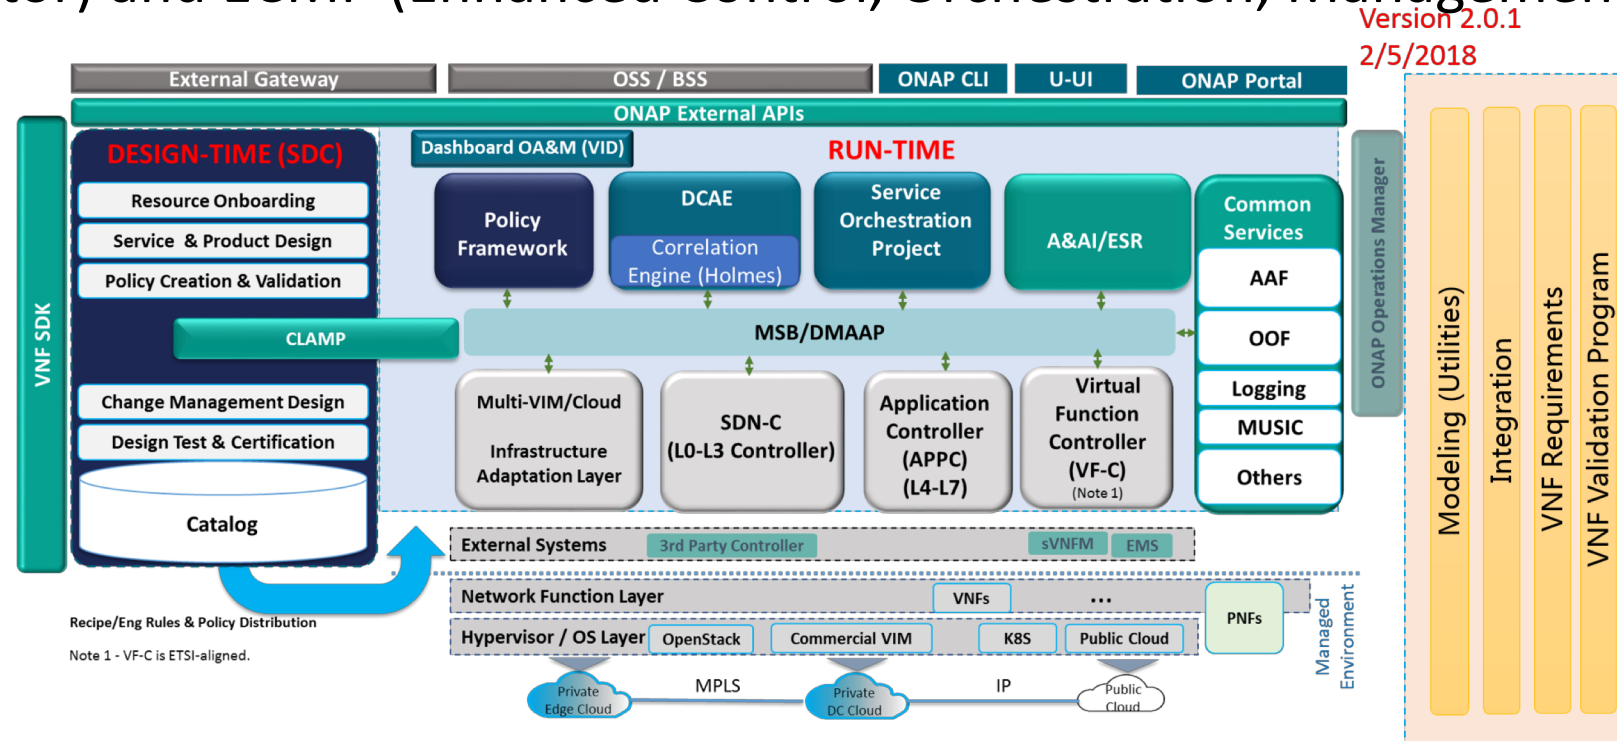 tor) and ECOMP (Enhanced Control, Orchestration, Management
Version 2.0.1
2/5/2018
External Gateway
OSS / BSS
ONAP CLI
U-UI
ONAP Portal
ONAP External APIs
VNF SDK
DESIGN-TIME (SDC)
Resource Onboarding
Service & Product Design
Policy Creation & Validation
CLAMP
Change Management Design
Design Test & Certification
Catalog
Dashboard OA&M (VID)
RUN-TIME
Policy
Framework
DCAE
Correlation
Engine (Holmes)
Service
Orchestration
Project
A&AI/ESR
Common
Services
AAF
OOF
Logging
MUSIC
Others
MSB/DMAAP
Multi-VIM/Cloud
Infrastructure
Adaptation Layer
SDN-C
(L0-L3 Controller)
Application
Controller
(APPC)
(L4-L7)
Virtual
Function
Controller
(VF-C)
(Note 1)
ONAP Operations Manager
Modeling (Utilities)
Integration
VNF Requirements
VNF Validation Program
External Systems
3rd Party Controller
sVNFM
EMS
Network Function Layer
VNFs
...
PNFs
Hypervisor / OS Layer
OpenStack
Commercial VIM
K8S
Public Cloud
Managed
Environment
Recipe/Eng Rules & Policy Distribution
Note 1 - VF-C is ETSI-aligned.
Private
Edge Cloud
MPLS
Private
DC Cloud
IP
Public
Cloud